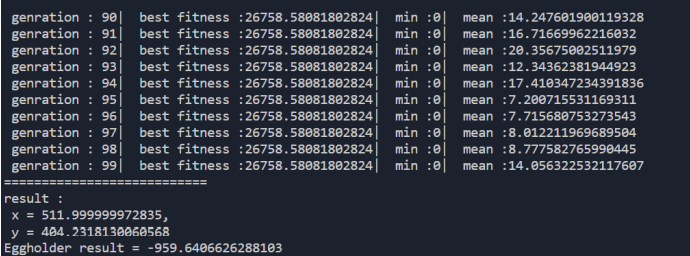 genration : 90|  best fitness :26758.58081802824|  min :0|  mean :14.247601900119328
genration : 91|  best fitness :26758.58081802824|  min :0|  mean :16.71669962216032
genration : 92|  best fitness :26758.58081802824|  min :0|  mean :20.35675002511979
genration : 93|  best fitness :26758.58081802824|  min :0|  mean :12.34362381944923
genration : 94|  best fitness :26758.58081802824|  min :0|  mean :17.410347234391836
genration : 95|  best fitness :26758.58081802824|  min :0|  mean :7.200715531169311
genration : 96|  best fitness :26758.58081802824|  min :0|  mean :7.715680753273543
genration : 97|  best fitness :26758.58081802824|  min :0|  mean :8.012211969689504
genration : 98|  best fitness :26758.58081802824|  min :0|  mean :8.777582765990445
genration : 99|  best fitness :26758.58081802824|  min :0|  mean :14.056322532117607
===========================
result :
x = 511.999999972835,
y = 404.2318130060568
Eggholder result = -959.6406626288103